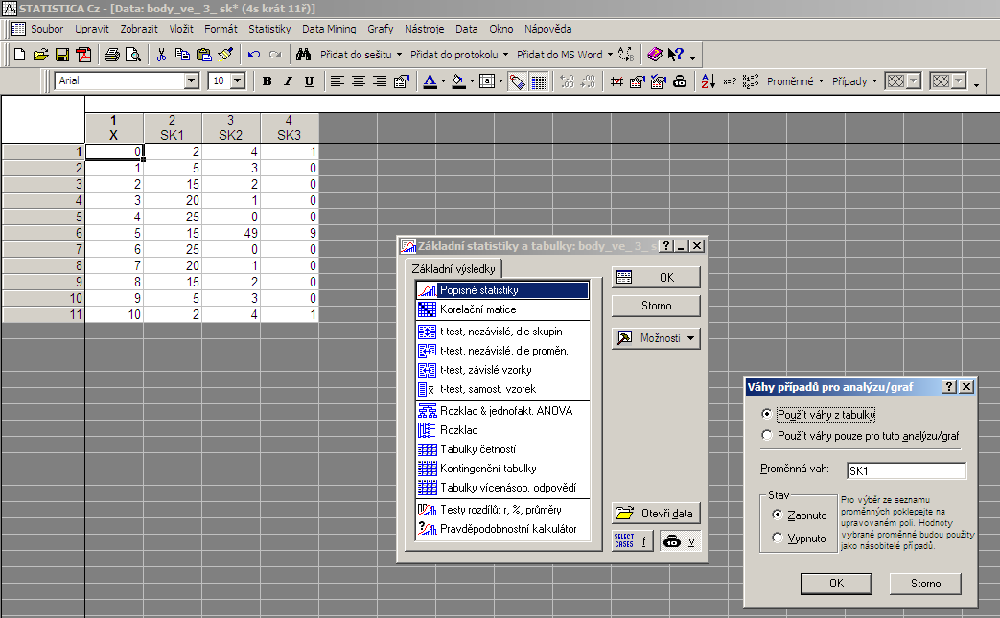 STATISTICA Cz - [Data: body_ve_ 3_ sk* (4s krát 11ř)]
Soubor Upravit Zobrazit Vložit Formát Statistiky Data Mining Grafy Nástroje Data Okno Nápověda
Přidat do sešitu Přidat do protokolu Přidat do MS Word
Arial 10 B I U A Proměnné Případy
1 2 3 4
X SK1 SK2 SK3
1 0 2 4 1
2 1 5 3 0
3 2 15 2 0
4 3 20 1 0
5 4 25 0 0
6 5 15 49 9
7 6 25 0 0
8 7 20 1 0
9 8 15 2 0
10 9 5 3 0
11 10 2 4 1
Základní statistiky a tabulky: body_ve_ 3_ s
Základní výsledky
Popisné statistiky
Korelační matice
t-test, nezávislé, dle skupin
t-test, nezávislé, dle proměn.
t-test, závislé vzorky
t-test, samost. vzorek
Rozklad & jednofakt. ANOVA
Rozklad
Tabulky četností
Kontingenční tabulky
Tabulky vícenásob. odpovědí
Testy rozdílů: r, %, průměry
Pravděpodobnostní kalkulátor
OK
Storno
Možnosti
Otevři data
SELECT CASES f
v
Váhy případů pro analýzu/graf
Použít váhy z tabulky
Použít váhy pouze pro tuto analýzu/graf
Proměnná vah: SK1
Stav
Zapnuto
Vypnuto
Pro výběr ze seznamu
proměnných poklepejte na
upravovaném poli. Hodnoty
vybrané proměnné budou použity
jako násobitelé případů.
OK Storno